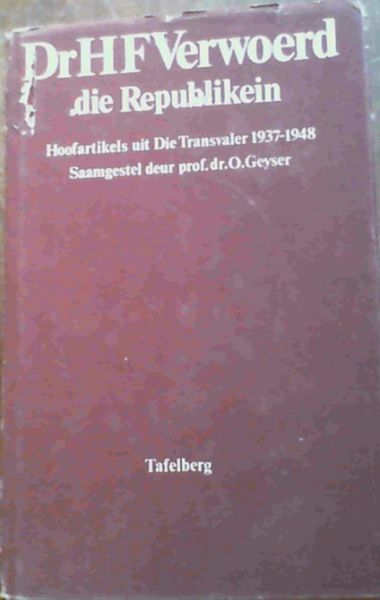 Dr H F Verwoerd
die Republikein
Hoofartikels uit Die Transvaler 1937-1948
Saamgestel deur prof. dr. O. Geyser
Tafelberg